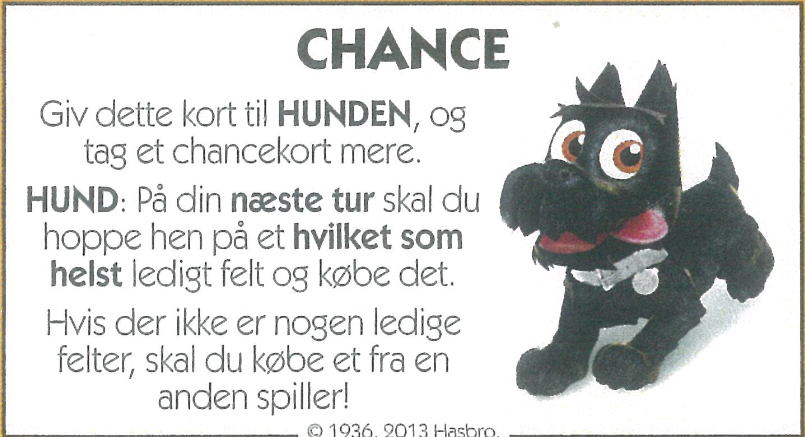 CHANCE
Giv dette kort til HUNDEN, og
tag et chancekort mere.
HUND: På din næste tur skal du
hoppe hen på et hvilket som
helst ledigt felt og købe det.
Hvis der ikke er nogen ledige
felter, skal du købe et fra en
anden spiller!
© 1936, 2013 Hasbro.